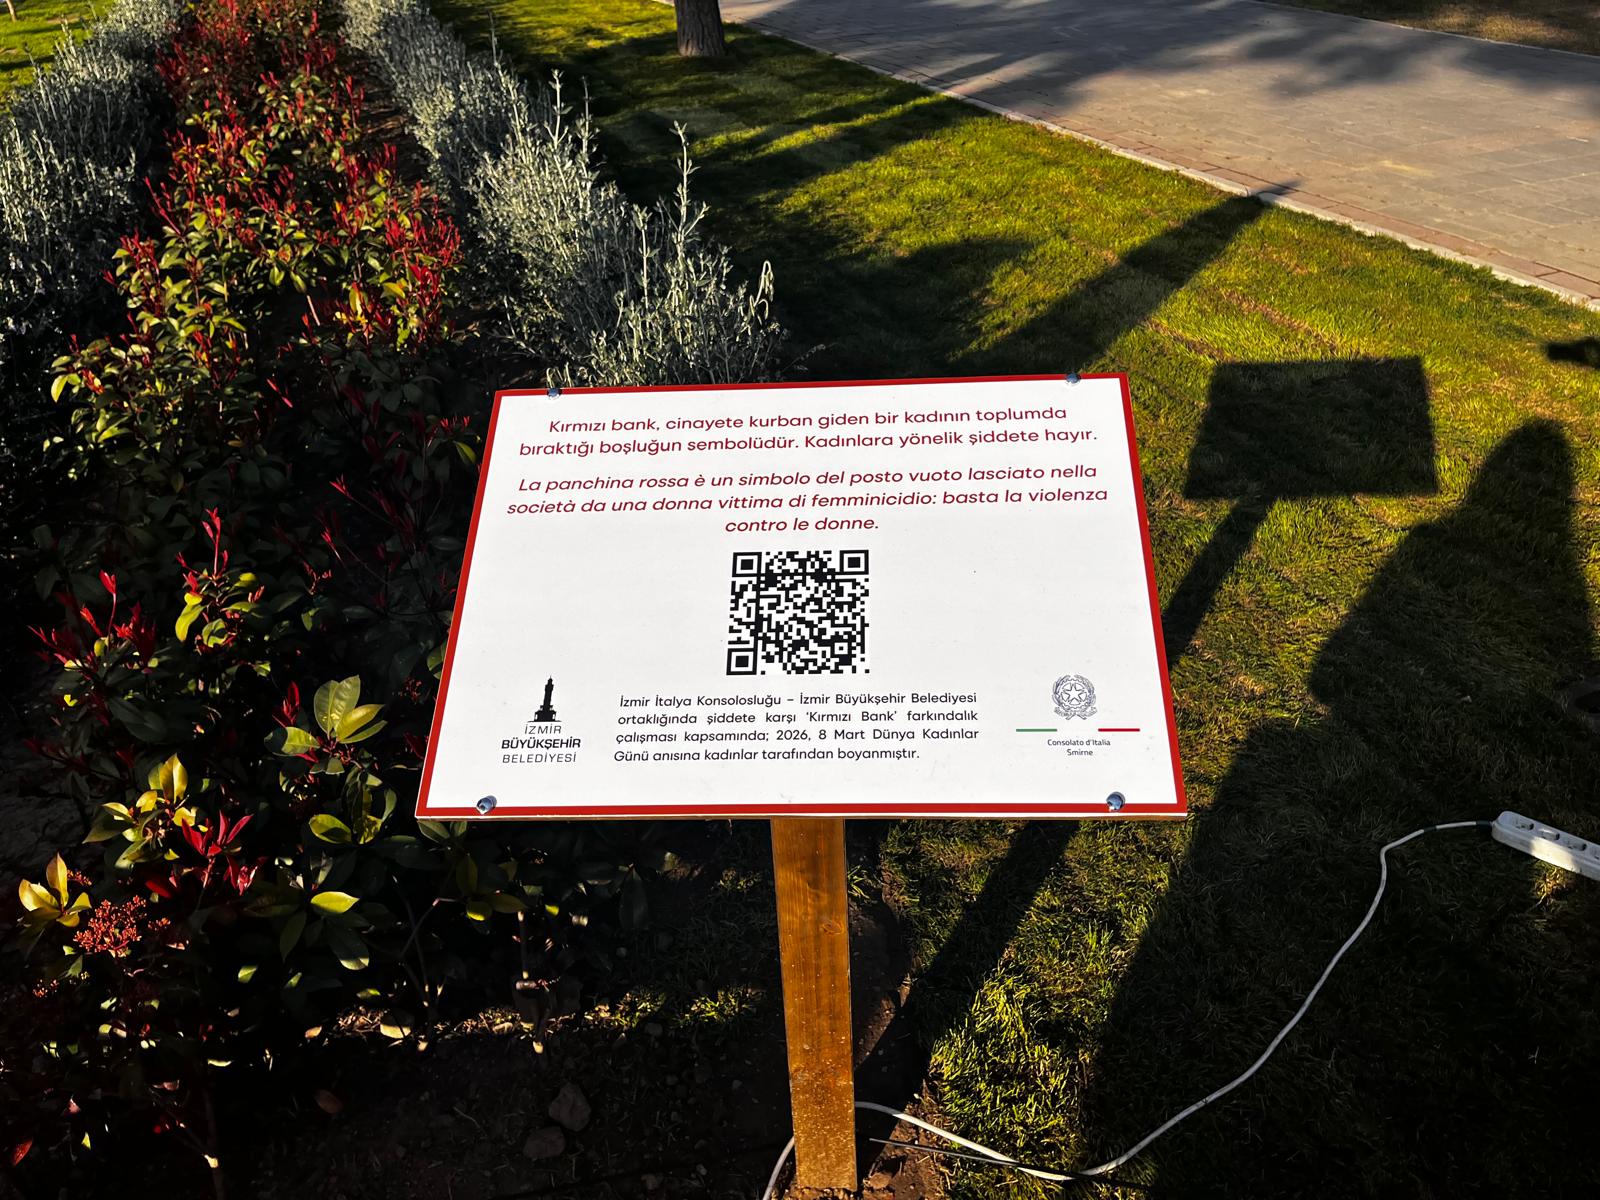 Kırmızı bank, cinayete kurban giden bir kadının toplumda
bıraktığı boşluğun sembolüdür. Kadınlara yönelik şiddete hayır.
La panchina rossa è un simbolo del posto vuoto lasciato nella
società da una donna vittima di femminicidio: basta la violenza
contro le donne.
İzmir İtalya Konsolosluğu – İzmir Büyükşehir Belediyesi
ortaklığında şiddete karşı ‘Kırmızı Bank’ farkındalık
çalışması kapsamında; 2026, 8 Mart Dünya Kadınlar
Günü anısına kadınlar tarafından boyanmıştır.
İZMİR
BÜYÜKŞEHİR
BELEDİYESİ
Consolato d'Italia
Smirne